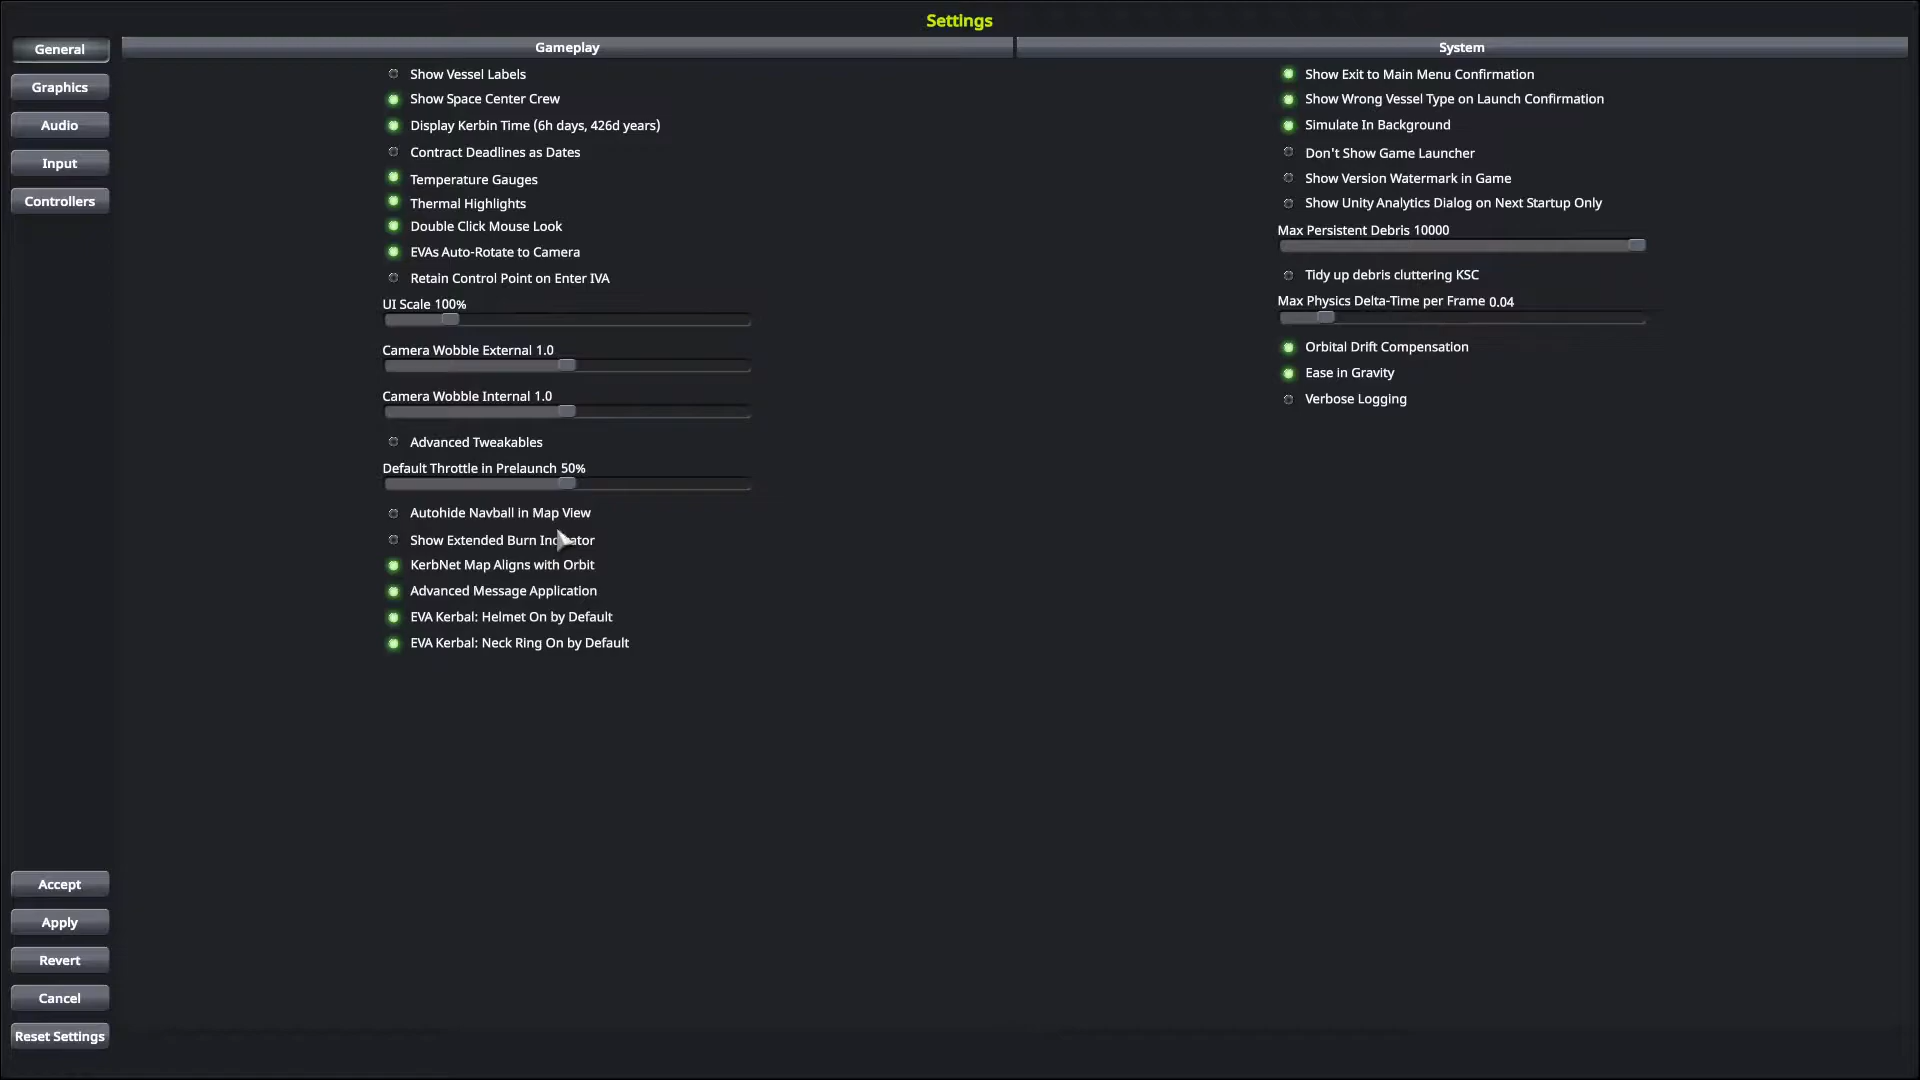 Settings
General
Graphics
Audio
Input
Controllers
Gameplay
Show Vessel Labels
Show Space Center Crew
Display Kerbin Time (6h days, 426d years)
Contract Deadlines as Dates
Temperature Gauges
Thermal Highlights
Double Click Mouse Look
EVAs Auto-Rotate to Camera
Retain Control Point on Enter IVA
UI Scale 100%
Camera Wobble External 1.0
Camera Wobble Internal 1.0
Advanced Tweakables
Default Throttle in Prelaunch 50%
Autohide Navball in Map View
Show Extended Burn Indicator
KerbNet Map Aligns with Orbit
Advanced Message Application
EVA Kerbal: Helmet On by Default
EVA Kerbal: Neck Ring On by Default
System
Show Exit to Main Menu Confirmation
Show Wrong Vessel Type on Launch Confirmation
Simulate In Background
Don't Show Game Launcher
Show Version Watermark in Game
Show Unity Analytics Dialog on Next Startup Only
Max Persistent Debris 10000
Tidy up debris cluttering KSC
Max Physics Delta-Time per Frame 0.04
Orbital Drift Compensation
Ease in Gravity
Verbose Logging
Accept
Apply
Revert
Cancel
Reset Settings